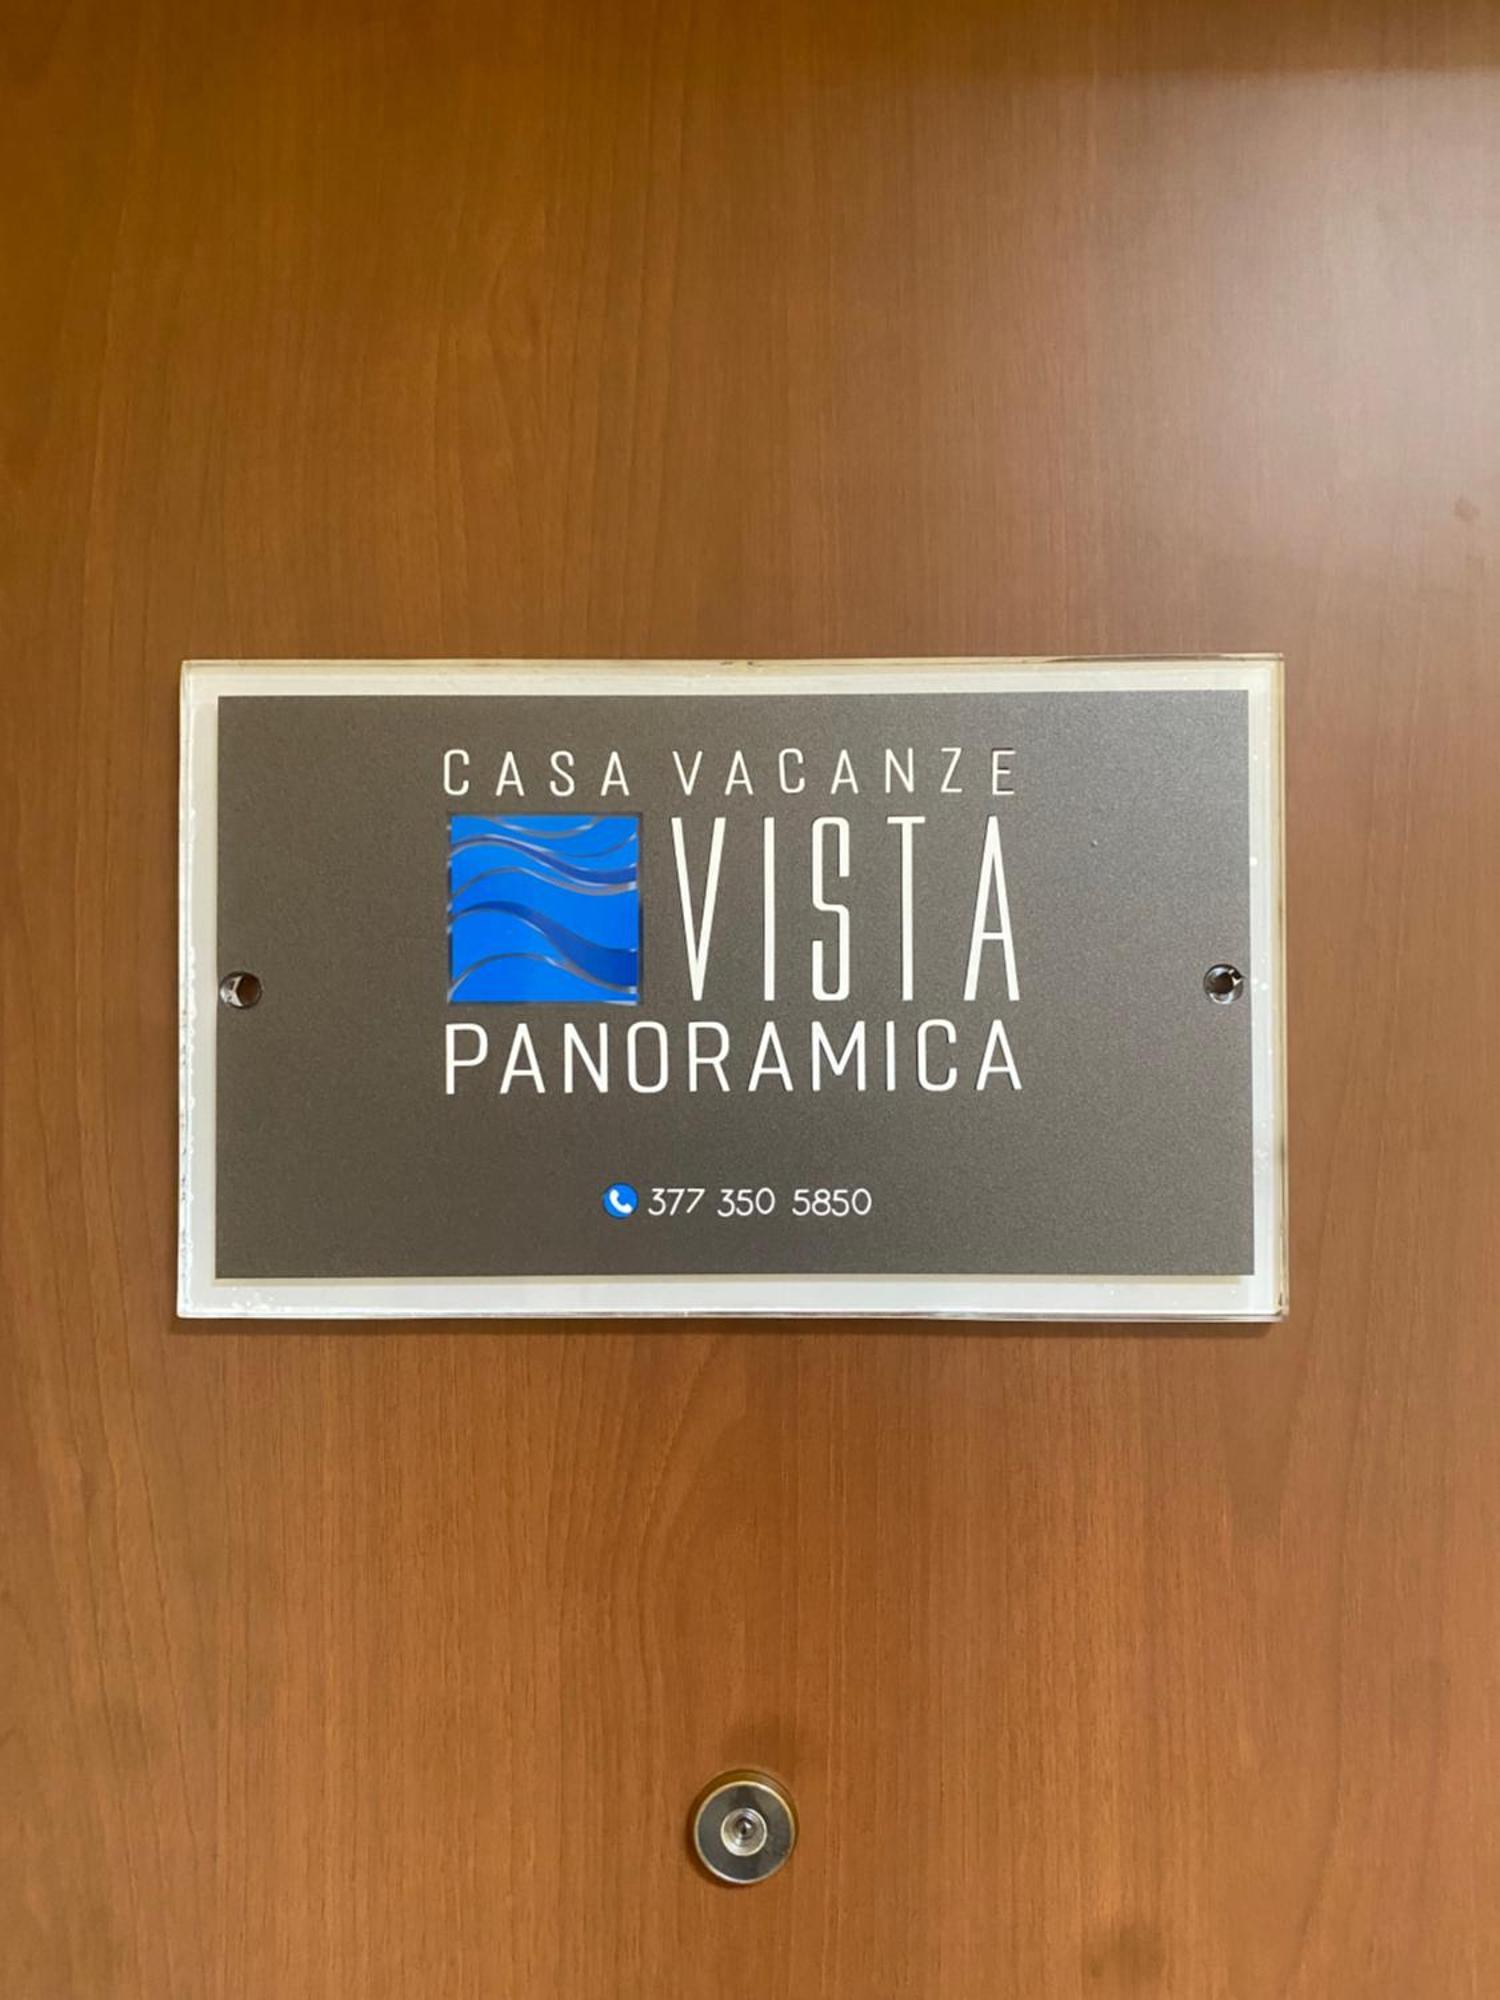 CASA VACANZE
VISTA
PANORAMICA
377 350 5850